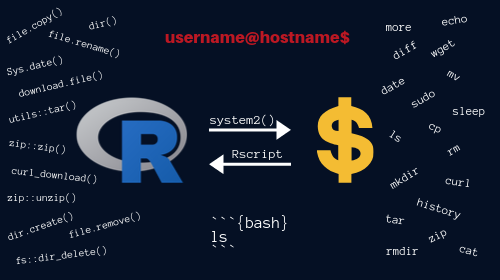 file.copy()
dir()
file.rename()
Sys.date()
download.file()
utils::tar()
zip::zip()
curl_download()
zip::unzip()
dir.create()
file.remove()
fs::dir_delete()
username@hostname$
R
system2()
$
Rscript
```{bash}
ls
```
more
echo
diff
wget
date
mv
sudo
sleep
ls
cp
rm
mkdir
curl
history
tar
zip
rmdir
cat